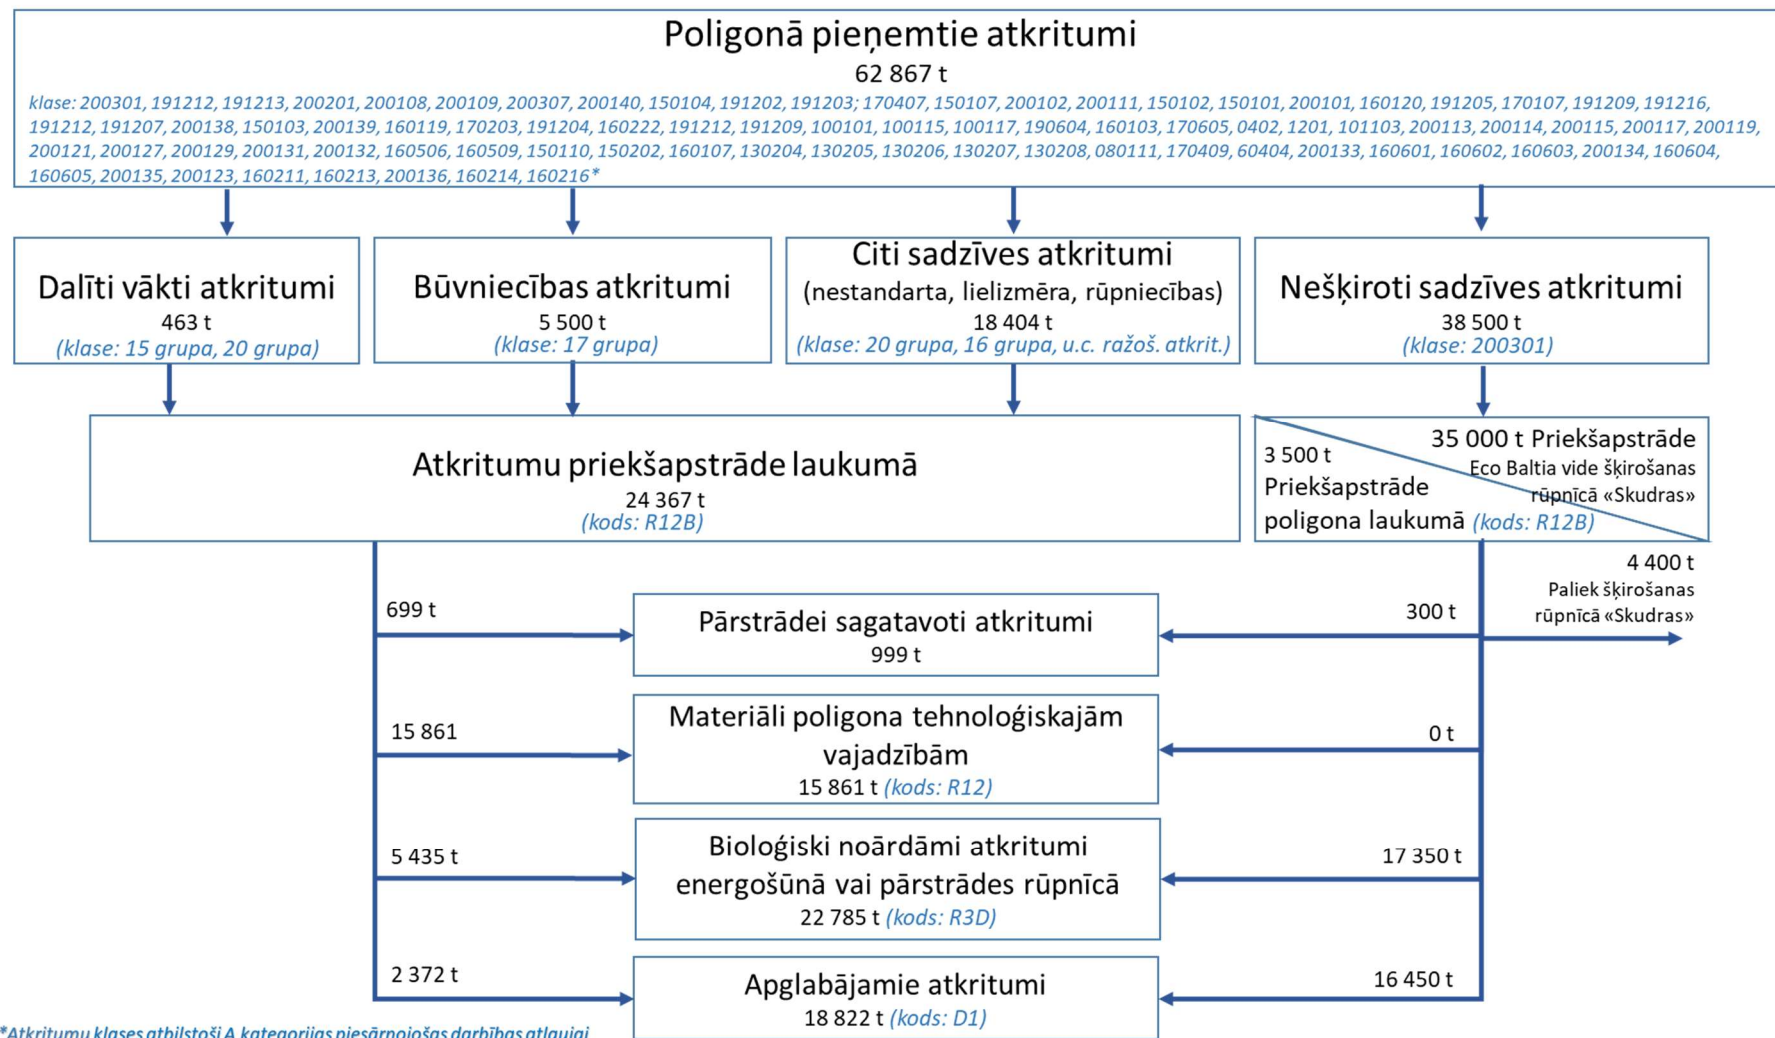 Poligonā pieņemtie atkritumi
62 867 t
klase: 200301, 191212, 191213, 200201, 200108, 200109, 200307, 200140, 150104, 191202, 191203; 170407, 150107, 200102, 200111, 150102, 150101, 200101, 160120, 191205, 170107, 191209, 191216,
191212, 191207, 200138, 150103, 200139, 160119, 170203, 191204, 160222, 191212, 191209, 100101, 100115, 100117, 190604, 160103, 170605, 0402, 1201, 101103, 200113, 200114, 200115, 200117, 200119,
200121, 200127, 200129, 200131, 200132, 160506, 160509, 150110, 150202, 160107, 130204, 130205, 130206, 130207, 130208, 080111, 170409, 60404, 200133, 160601, 160602, 160603, 200134, 160604,
160605, 200135, 200123, 160211, 160213, 200136, 160214, 160216*
Dalīti vākti atkritumi
463 t
(klase: 15 grupa, 20 grupa)
Būvniecības atkritumi
5 500 t
(klase: 17 grupa)
Citi sadzīves atkritumi
(nestandarta, lielizmēra, rūpniecības)
18 404 t
(klase: 20 grupa, 16 grupa, u.c. ražoš. atkrit.)
Nešķiroti sadzīves atkritumi
38 500 t
(klase: 200301)
Atkritumu priekšapstrāde laukumā
24 367 t
(kods: R12B)
3 500 t
Priekšapstrāde
poligona laukumā (kods: R12B)
35 000 t Priekšapstrāde
Eco Baltia vide šķirošanas
rūpnīcā «Skudras»
4 400 t
Paliek šķirošanas
rūpnīcā «Skudras»
699 t
Pārstrādei sagatavoti atkritumi
999 t
300 t
15 861
Materiāli poligona tehnoloģiskajām
vajadzībām
15 861 t (kods: R12)
0 t
5 435 t
Bioloģiski noārdāmi atkritumi
energošūnā vai pārstrādes rūpnīcā
22 785 t (kods: R3D)
17 350 t
2 372 t
Apglabājamie atkritumi
18 822 t (kods: D1)
16 450 t
*Atkritumu klases atbilstoši A kategorijas piesārņojošas darbības atļaujai